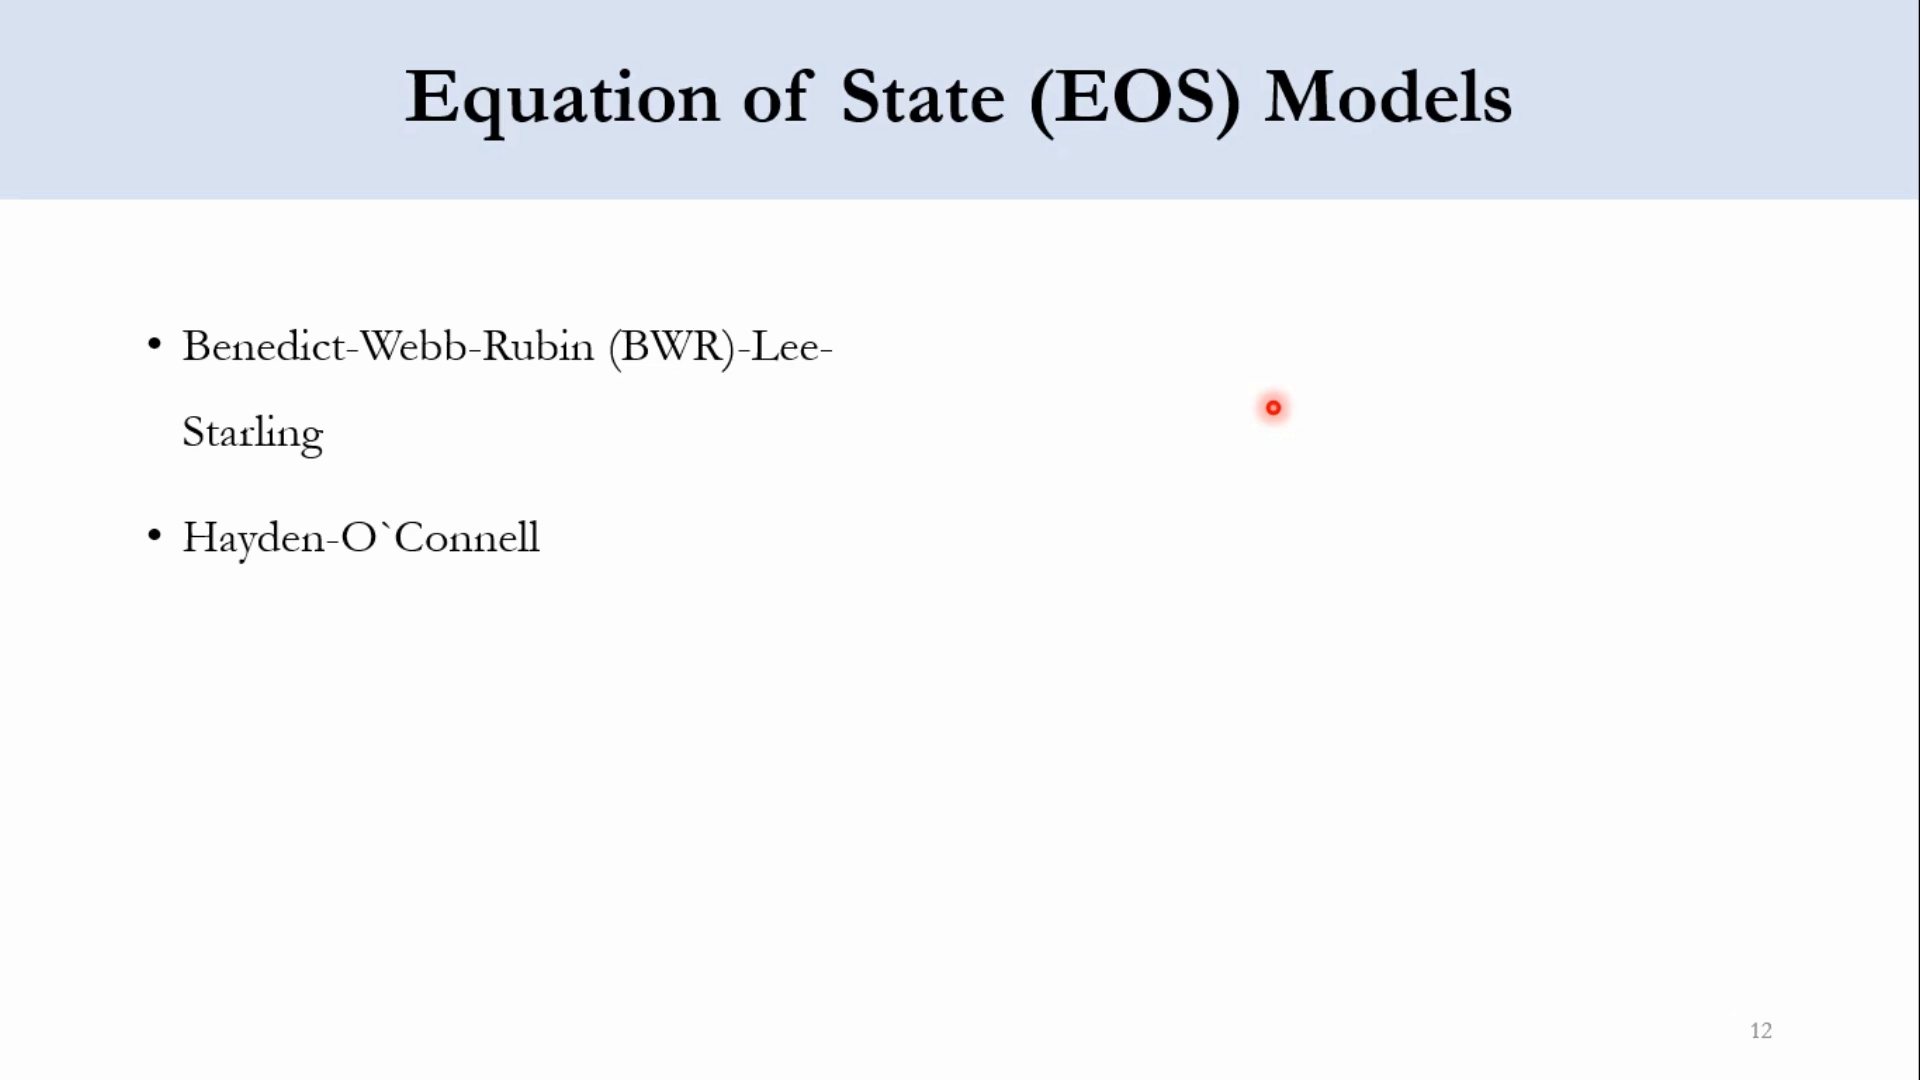 Equation of State (EOS) Models
• Benedict-Webb-Rubin (BWR)-Lee-
Starling
• Hayden-O`Connell
12